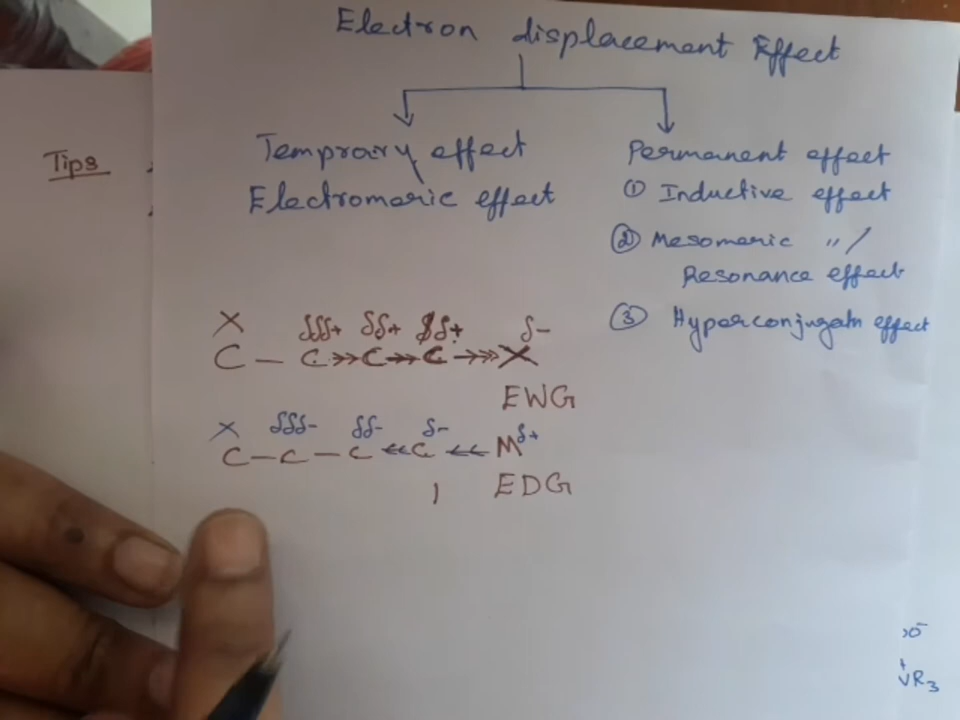 Electron displacement Effect
Tips
Temprary effect
Electromeric effect
Permanent effect
① Inductive effect
② Mesomeric 〃/
Resonance effect
③ Hyperconjugatn effect
X δδδ+ δδ+ δ+ δ-
C - C >> C >> C >>> X
EWG
X δδδ- δδ- δ-
C - C - C << C << M δ+
EDG